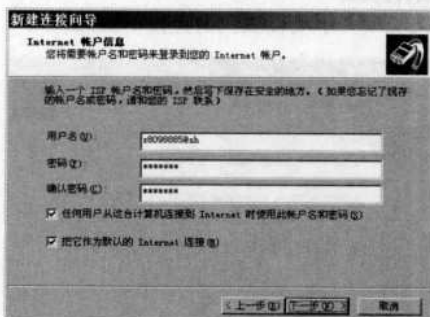 新建连接向导
Internet 帐户信息
您将需要帐户名和密码来登录到您的 Internet 帐户。
输入一个 ISP 帐户名和密码，然后写下保存在安全的地方。（如果您忘记了现存
的帐户名或密码，请和您的 ISP 联系）
用户名(U):
密码(P):
*******
确认密码(C):
*******
任何用户从这台计算机连接到 Internet 时使用此帐户名和密码(S)
把它作为默认的 Internet 连接(M)
<上一步(B)
下一步(N)>
取消